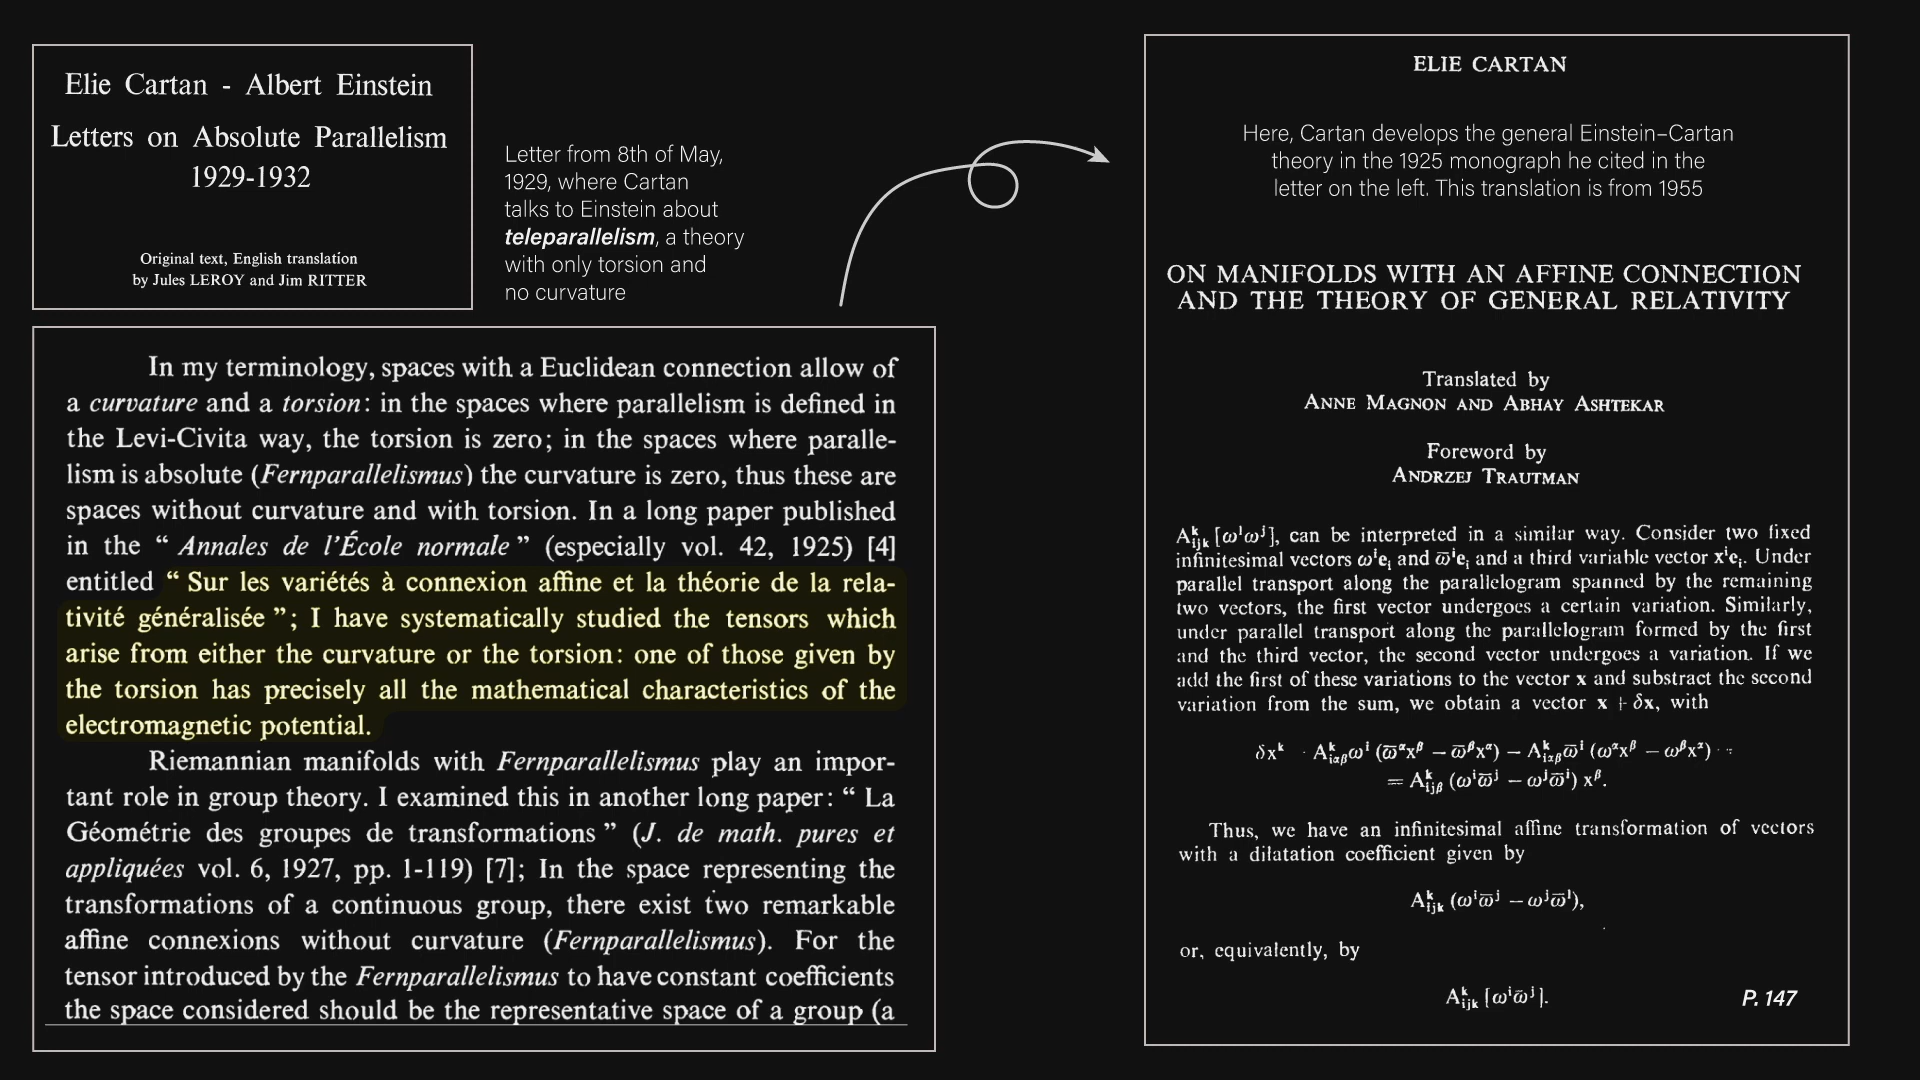 Elie Cartan - Albert Einstein
Letters on Absolute Parallelism
1929-1932
Original text, English translation
by Jules LEROY and Jim RITTER
Letter from 8th of May,
1929, where Cartan
talks to Einstein about
teleparallelism, a theory
with only torsion and
no curvature
In my terminology, spaces with a Euclidean connection allow of
a curvature and a torsion: in the spaces where parallelism is defined in
the Levi-Civita way, the torsion is zero; in the spaces where paralle-
lism is absolute (Fernparallelismus) the curvature is zero, thus these are
spaces without curvature and with torsion. In a long paper published
in the “ Annales de l’École normale ” (especially vol. 42, 1925) [4]
entitled “ Sur les variétés à connexion affine et la théorie de la rela-
tivité généralisée ”; I have systematically studied the tensors which
arise from either the curvature or the torsion: one of those given by
the torsion has precisely all the mathematical characteristics of the
electromagnetic potential.
Riemannian manifolds with Fernparallelismus play an impor-
tant role in group theory. I examined this in another long paper: “ La
Géométrie des groupes de transformations ” (J. de math. pures et
appliquées vol. 6, 1927, pp. 1-119) [7]; In the space representing the
transformations of a continuous group, there exist two remarkable
affine connexions without curvature (Fernparallelismus). For the
tensor introduced by the Fernparallelismus to have constant coefficients
the space considered should be the representative space of a group (a
ELIE CARTAN
Here, Cartan develops the general Einstein–Cartan
theory in the 1925 monograph he cited in the
letter on the left. This translation is from 1955
ON MANIFOLDS WITH AN AFFINE CONNECTION
AND THE THEORY OF GENERAL RELATIVITY
Translated by
ANNE MAGNON AND ABHAY ASHTEKAR
Foreword by
ANDRZEJ TRAUTMAN
A^k_ijk [ω^i ω^j], can be interpreted in a similar way. Consider two fixed
infinitesimal vectors ω^i e_i and ω̅^i e_i and a third variable vector x^i e_i. Under
parallel transport along the parallelogram spanned by the remaining
two vectors, the first vector undergoes a certain variation. Similarly,
under parallel transport along the parallelogram formed by the first
and the third vector, the second vector undergoes a variation. If we
add the first of these variations to the vector x and substract the second
variation from the sum, we obtain a vector x + δx, with
δx^k A^k_iαβ ω^i (ω̅^α x^β − ω̅^β x^α) − A^k_iαβ ω̅^i (ω^α x^β − ω^β x^α)
= A^k_ijβ (ω^i ω̅^j − ω^j ω̅^i) x^β.
Thus, we have an infinitesimal affine transformation of vectors
with a dilatation coefficient given by
A^k_ijk (ω^i ω̅^j − ω^j ω̅^i),
or, equivalently, by
A^k_ijk [ω^i ω̅^j].
P. 147